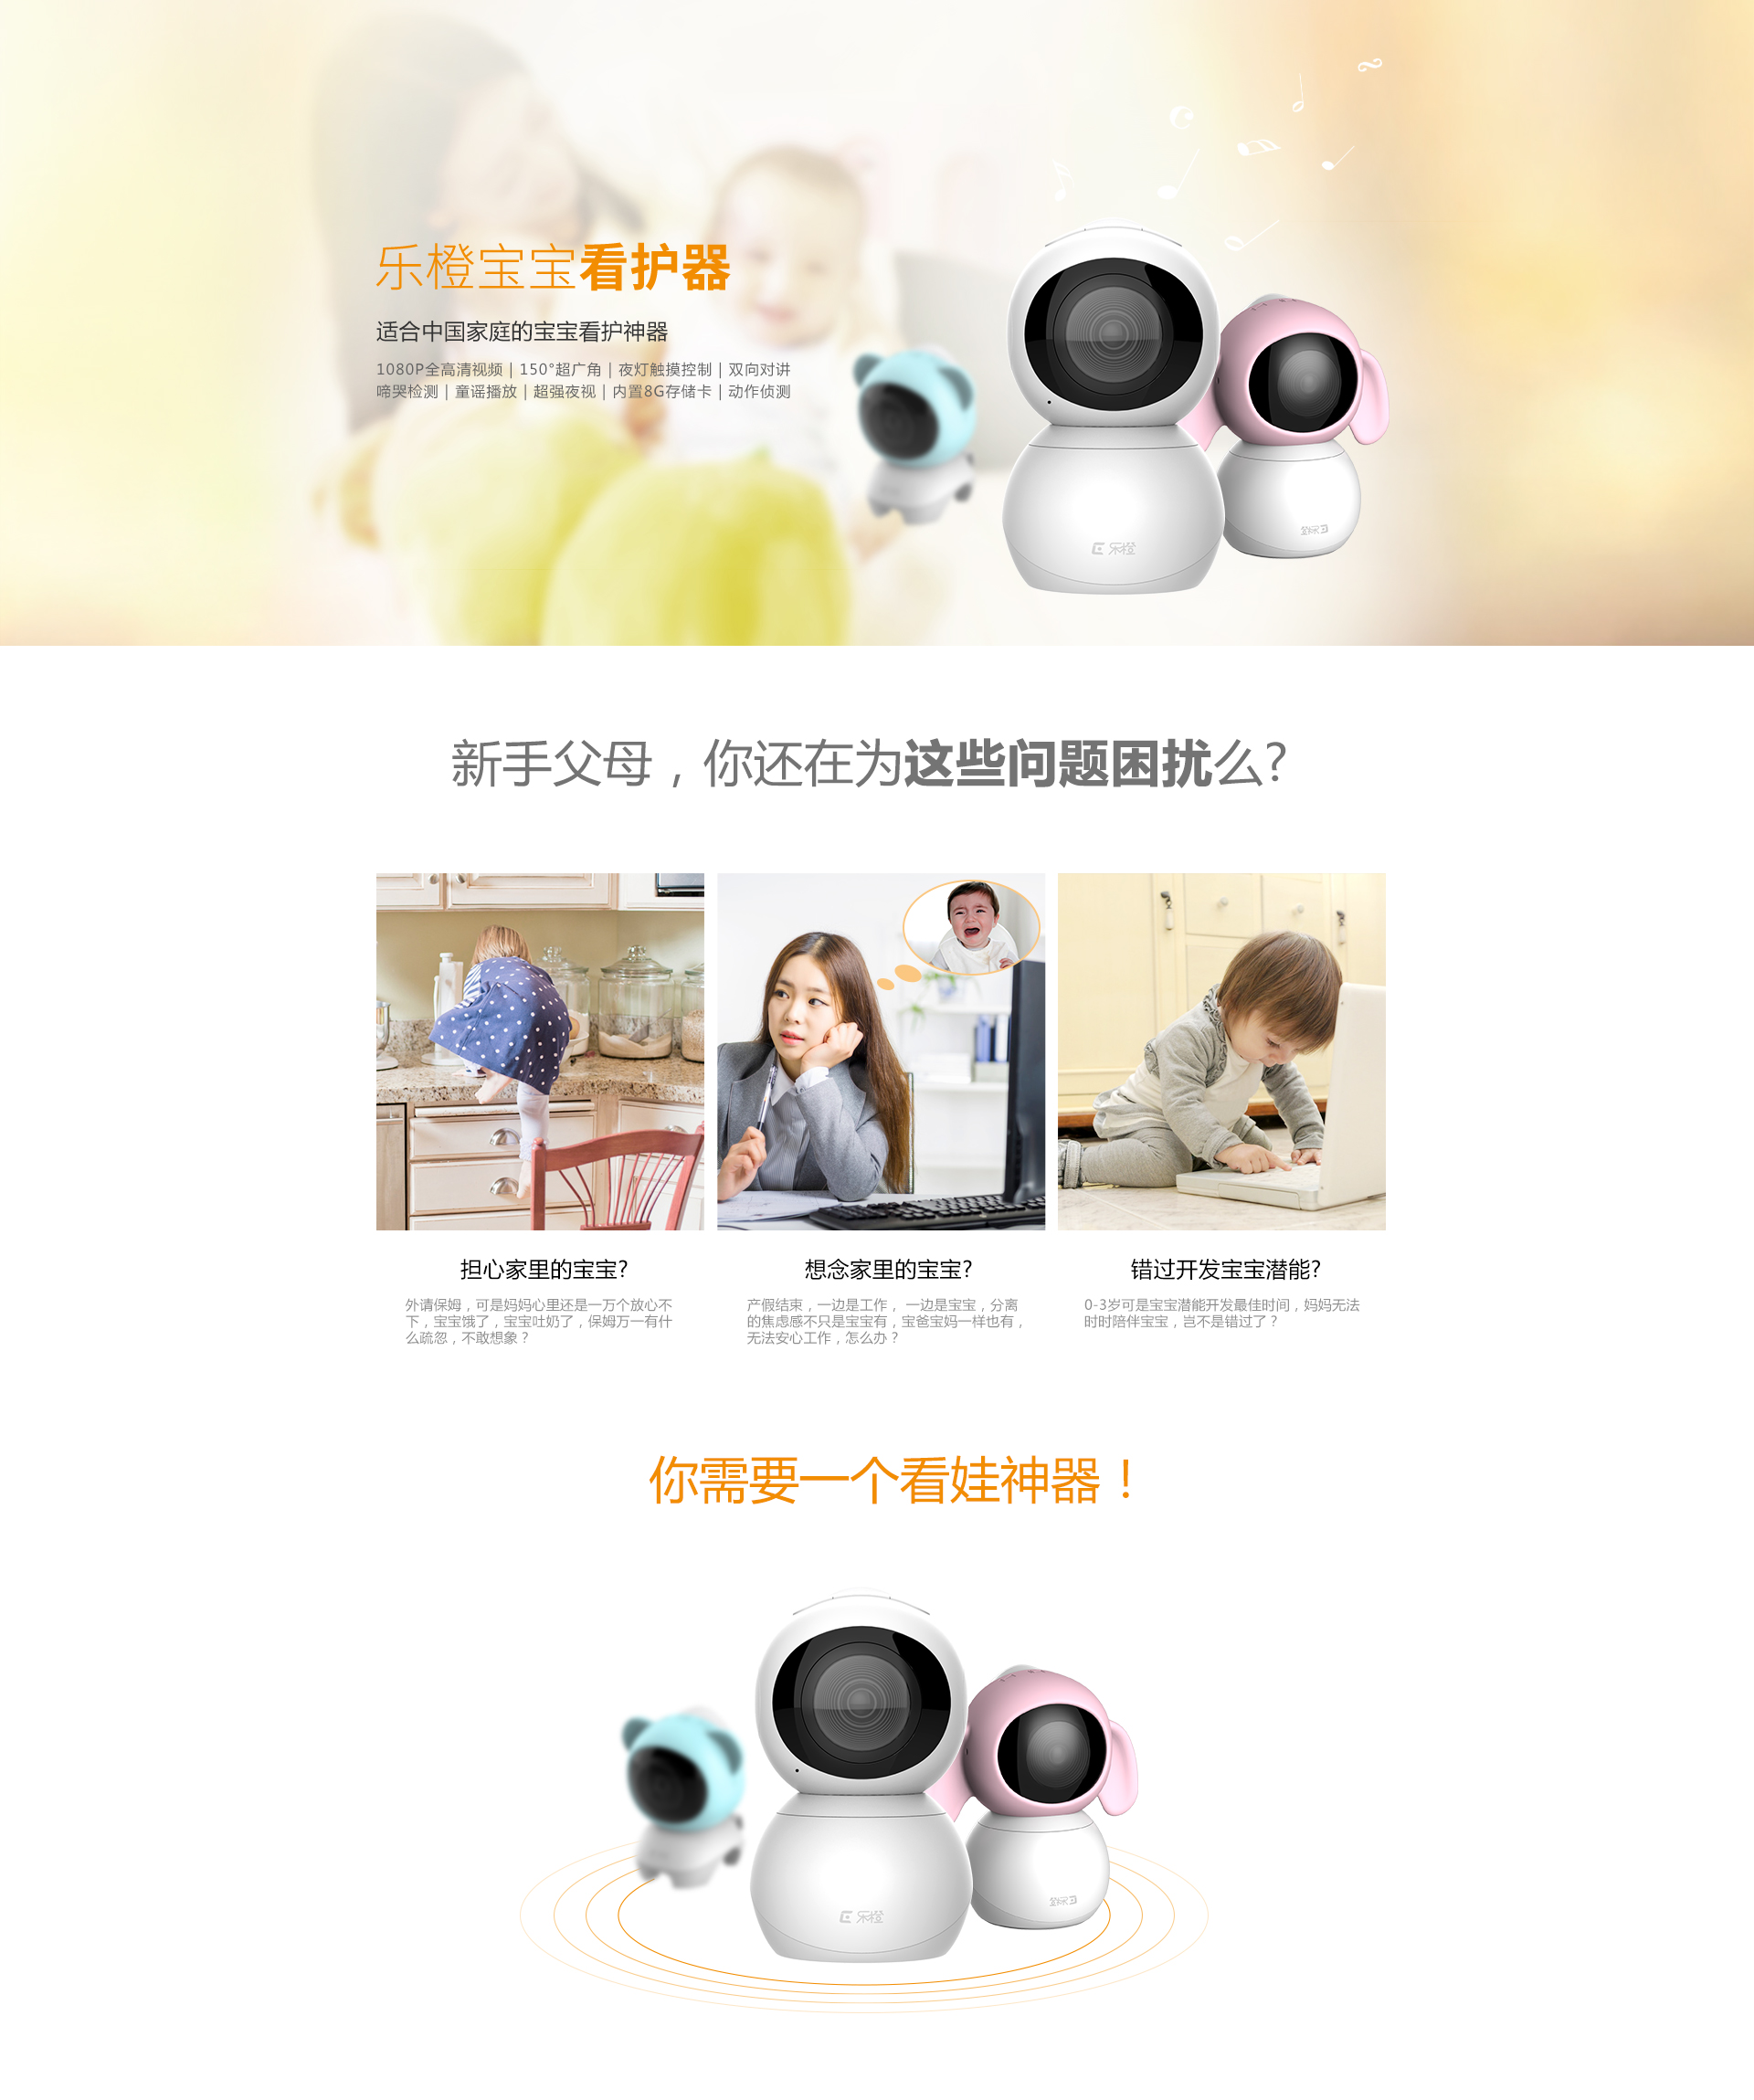 乐橙宝宝看护器
适合中国家庭的宝宝看护神器
1080P全高清视频 | 150°超广角 | 夜灯触摸控制 | 双向对讲
啼哭检测 | 童谣播放 | 超强夜视 | 内置8G存储卡 | 动作侦测
乐橙
新手父母，你还在为这些问题困扰么?
担心家里的宝宝?
外请保姆，可是妈妈心里还是一万个放心不
下，宝宝饿了，宝宝吐奶了，保姆万一有什
么疏忽，不敢想象？
想念家里的宝宝?
产假结束，一边是工作， 一边是宝宝，分离
的焦虑感不只是宝宝有，宝爸宝妈一样也有，
无法安心工作，怎么办？
错过开发宝宝潜能?
0-3岁可是宝宝潜能开发最佳时间，妈妈无法
时时陪伴宝宝，岂不是错过了？
你需要一个看娃神器！
乐橙